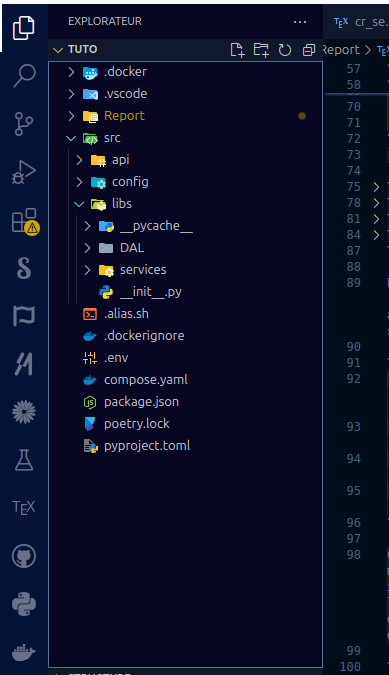 EXPLORATEUR
cr_se.
TUTO
Report
.docker
.vscode
Report
src
api
config
libs
__pycache__
DAL
services
__init__.py
.alias.sh
.dockerignore
.env
compose.yaml
package.json
poetry.lock
pyproject.toml
TEX
57
58
70
71
72
73
74
75
78
81
84
87
88
89
90
91
92
93
94
95
96
97
98
99
100